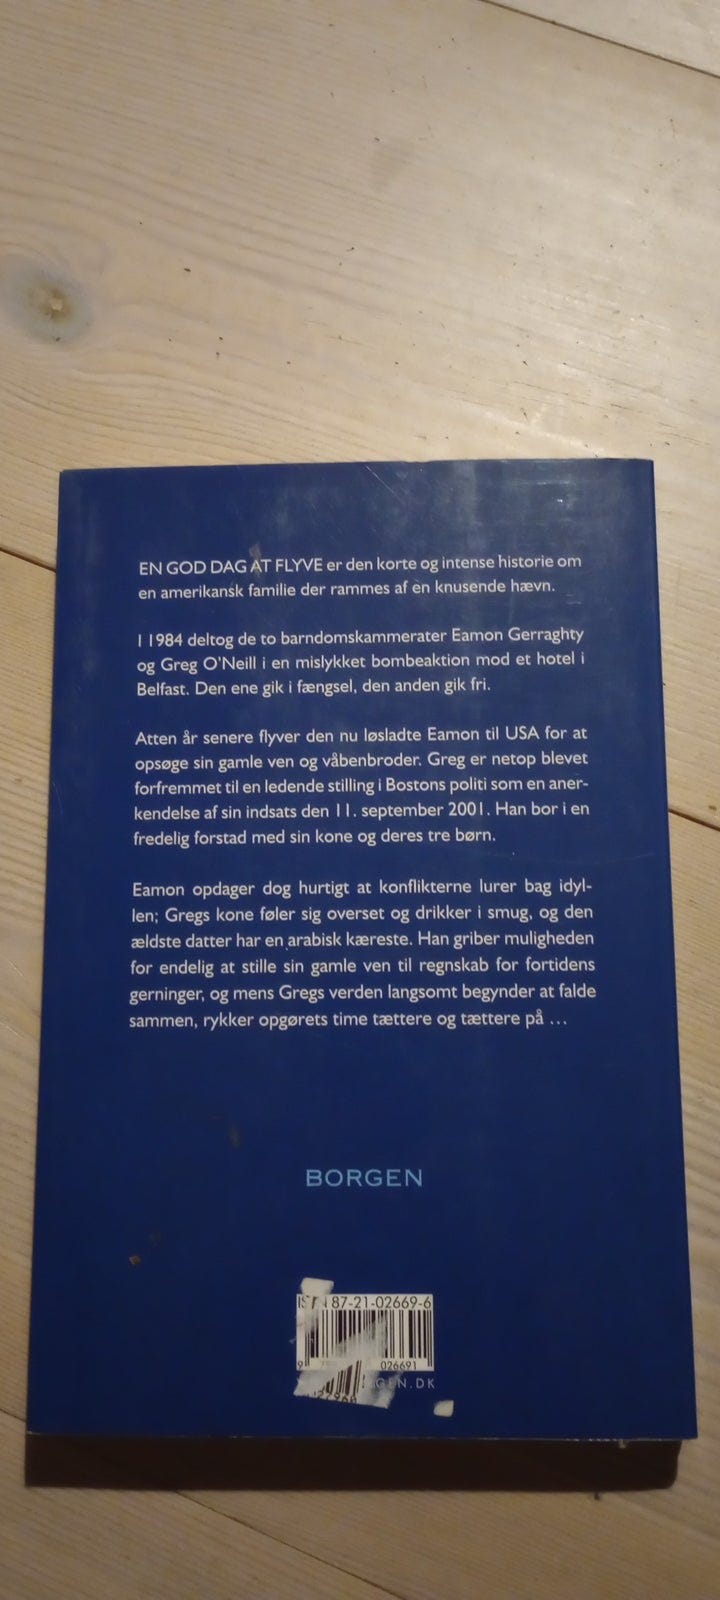 EN GOD DAG AT FLYVE er den korte og intense historie om
en amerikansk familie der rammes af en knusende hævn.
I 1984 deltog de to barndomskammerater Eamon Gerraghty
og Greg O'Neill i en mislykket bombeaktion mod et hotel i
Belfast. Den ene gik i fængsel, den anden gik fri.
Atten år senere flyver den nu løsladte Eamon til USA for at
opsøge sin gamle ven og våbenbroder. Greg er netop blevet
forfremmet til en ledende stilling i Bostons politi som en aner-
kendelse af sin indsats den 11. september 2001. Han bor i en
fredelig forstad med sin kone og deres tre børn.
Eamon opdager dog hurtigt at konflikterne lurer bag idyl-
len; Gregs kone føler sig overset og drikker i smug, og den
ældste datter har en arabisk kæreste. Han griber muligheden
for endelig at stille sin gamle ven til regnskab for fortidens
gerninger, og mens Gregs verden langsomt begynder at falde
sammen, rykker opgørets time tættere og tættere på ...
BORGEN
87-21-02669-6
026691